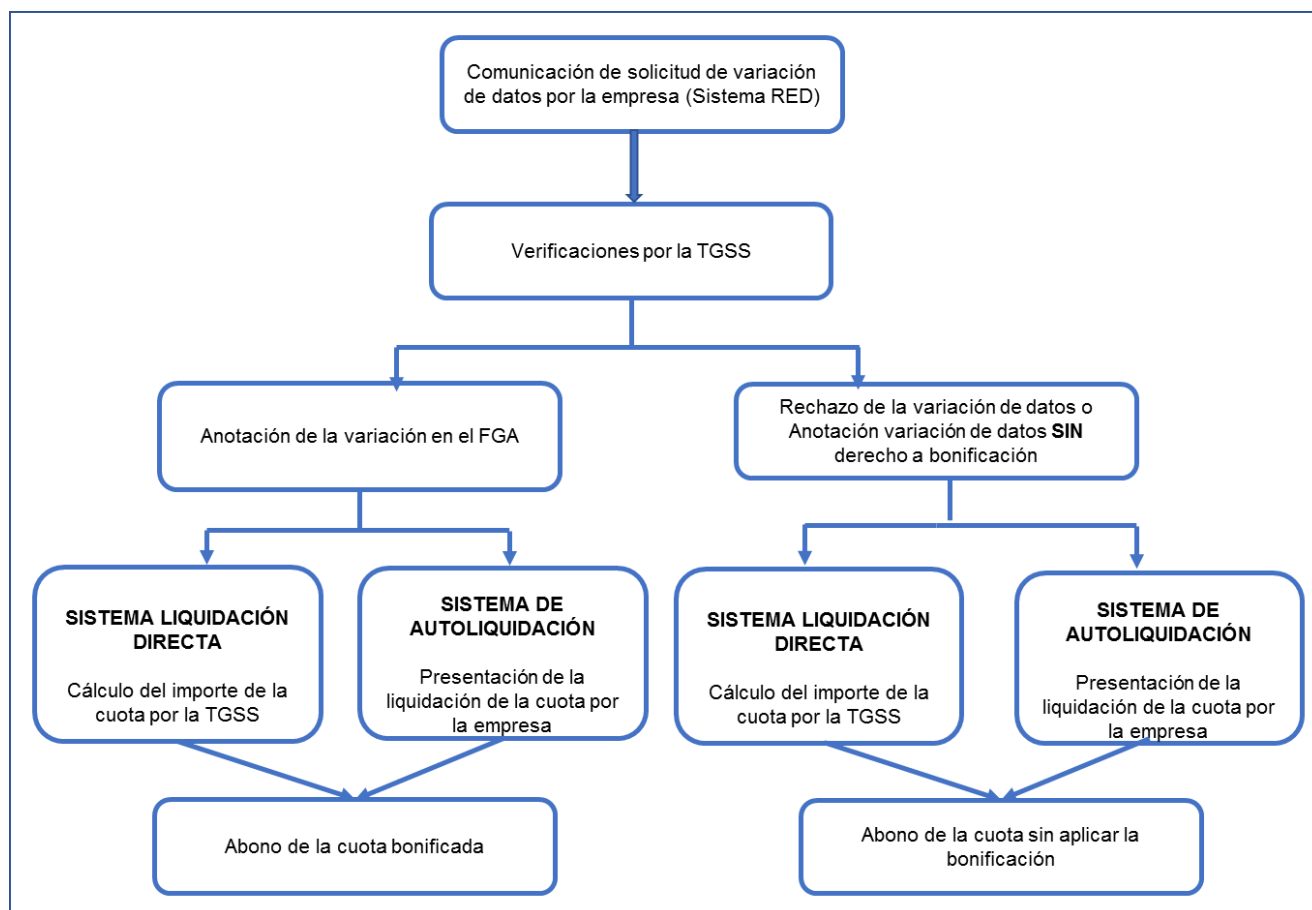 Comunicación de solicitud de variación
de datos por la empresa (Sistema RED)
Verificaciones por la TGSS
Anotación de la variación en el FGA
Rechazo de la variación de datos o
Anotación variación de datos SIN
derecho a bonificación
SISTEMA LIQUIDACIÓN
DIRECTA
Cálculo del importe de la
cuota por la TGSS
SISTEMA DE
AUTOLIQUIDACIÓN
Presentación de la
liquidación de la cuota por
la empresa
SISTEMA LIQUIDACIÓN
DIRECTA
Cálculo del importe de la
cuota por la TGSS
SISTEMA DE
AUTOLIQUIDACIÓN
Presentación de la
liquidación de la cuota por
la empresa
Abono de la cuota bonificada
Abono de la cuota sin aplicar la
bonificación